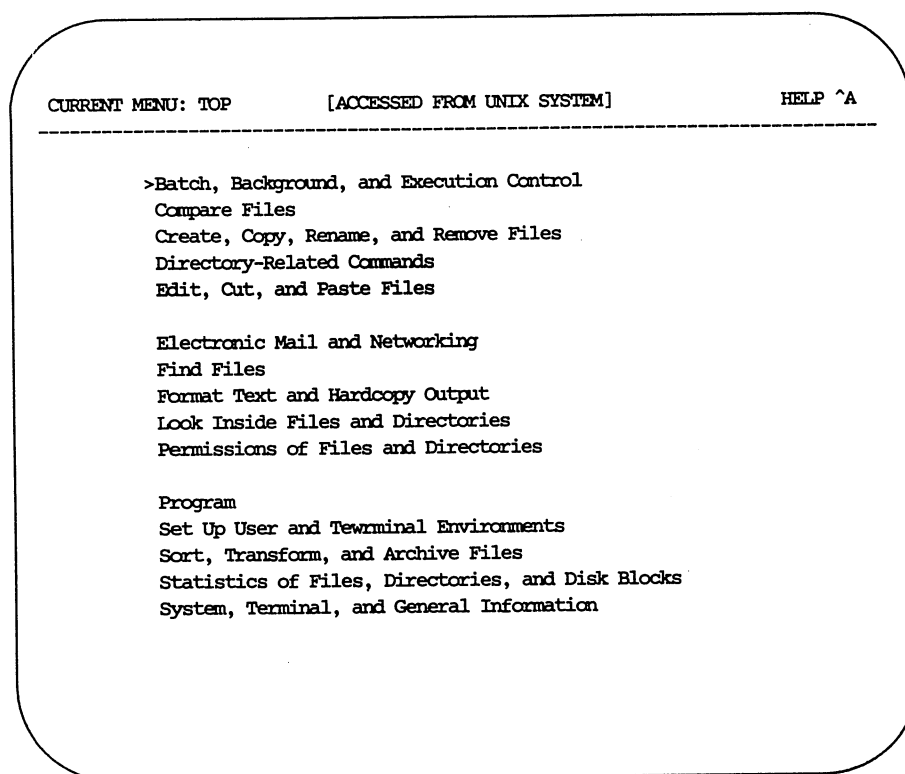 CURRENT MENU: TOP [ACCESSED FROM UNIX SYSTEM] HELP ^A
>Batch, Background, and Execution Control
Compare Files
Create, Copy, Rename, and Remove Files
Directory-Related Commands
Edit, Cut, and Paste Files
Electronic Mail and Networking
Find Files
Format Text and Hardcopy Output
Look Inside Files and Directories
Permissions of Files and Directories
Program
Set Up User and Tewrminal Environments
Sort, Transform, and Archive Files
Statistics of Files, Directories, and Disk Blocks
System, Terminal, and General Information